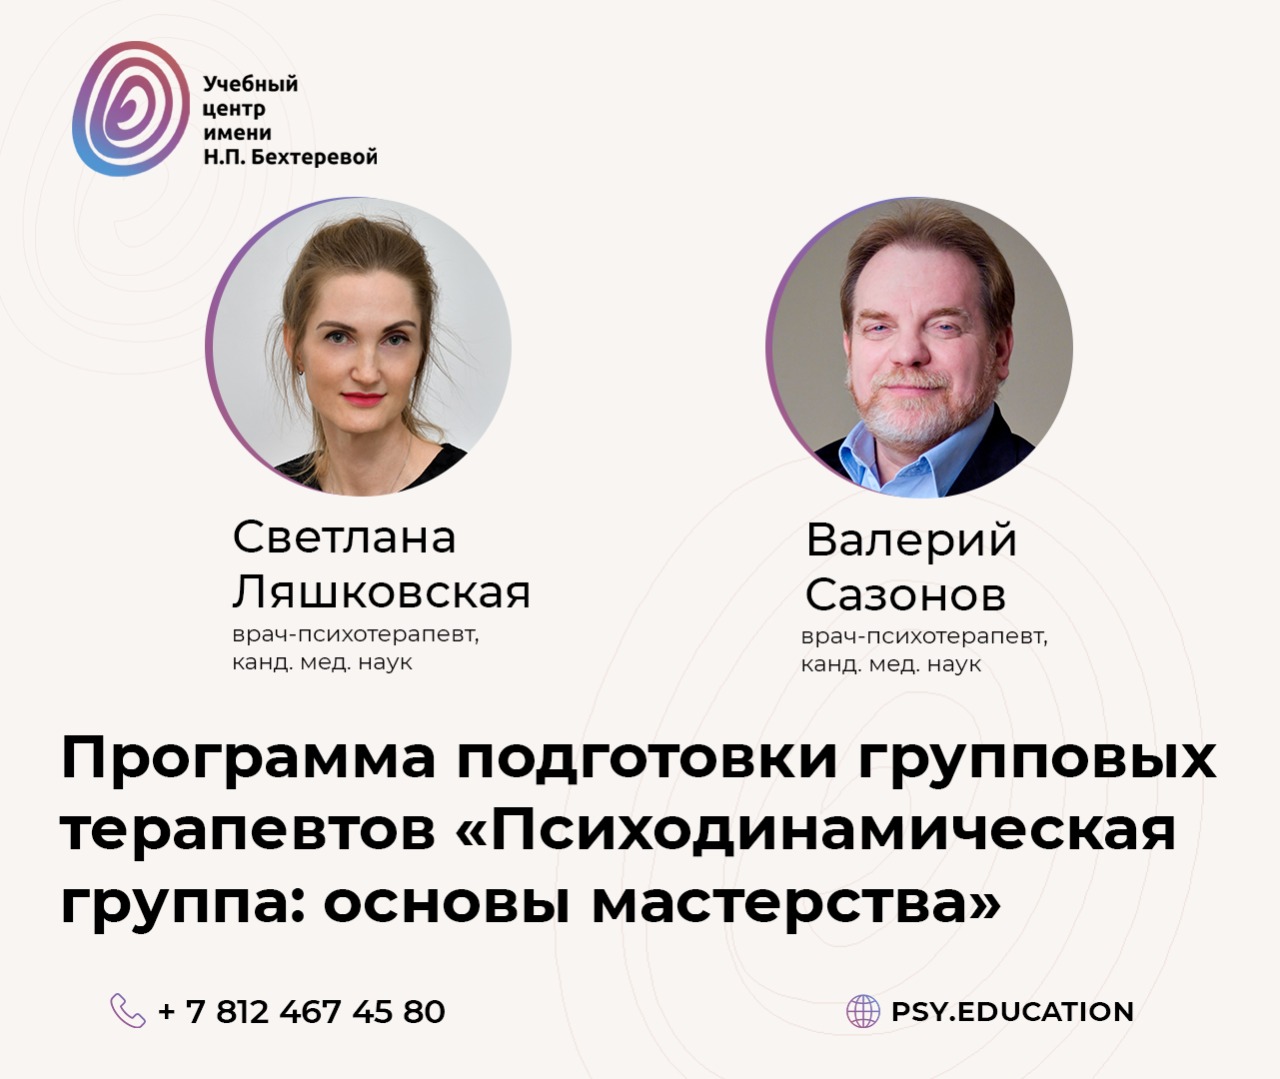 Учебный
центр
имени
Н.П. Бехтеревой
Светлана
Ляшковская
врач-психотерапевт,
канд. мед. наук
Валерий
Сазонов
врач-психотерапевт,
канд. мед. наук
Программа подготовки групповых
терапевтов «Психодинамическая
группа: основы мастерства»
+ 7 812 467 45 80
PSY.EDUCATION